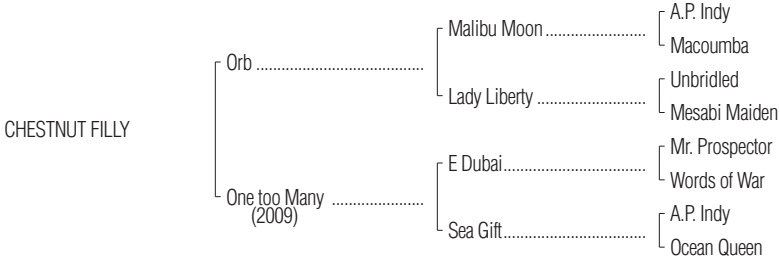 A.P. Indy
Malibu Moon
Macoumba
Orb
Unbridled
Lady Liberty
Mesabi Maiden
CHESTNUT FILLY
Mr. Prospector
E Dubai
Words of War
One too Many
(2009)
A.P. Indy
Sea Gift
Ocean Queen